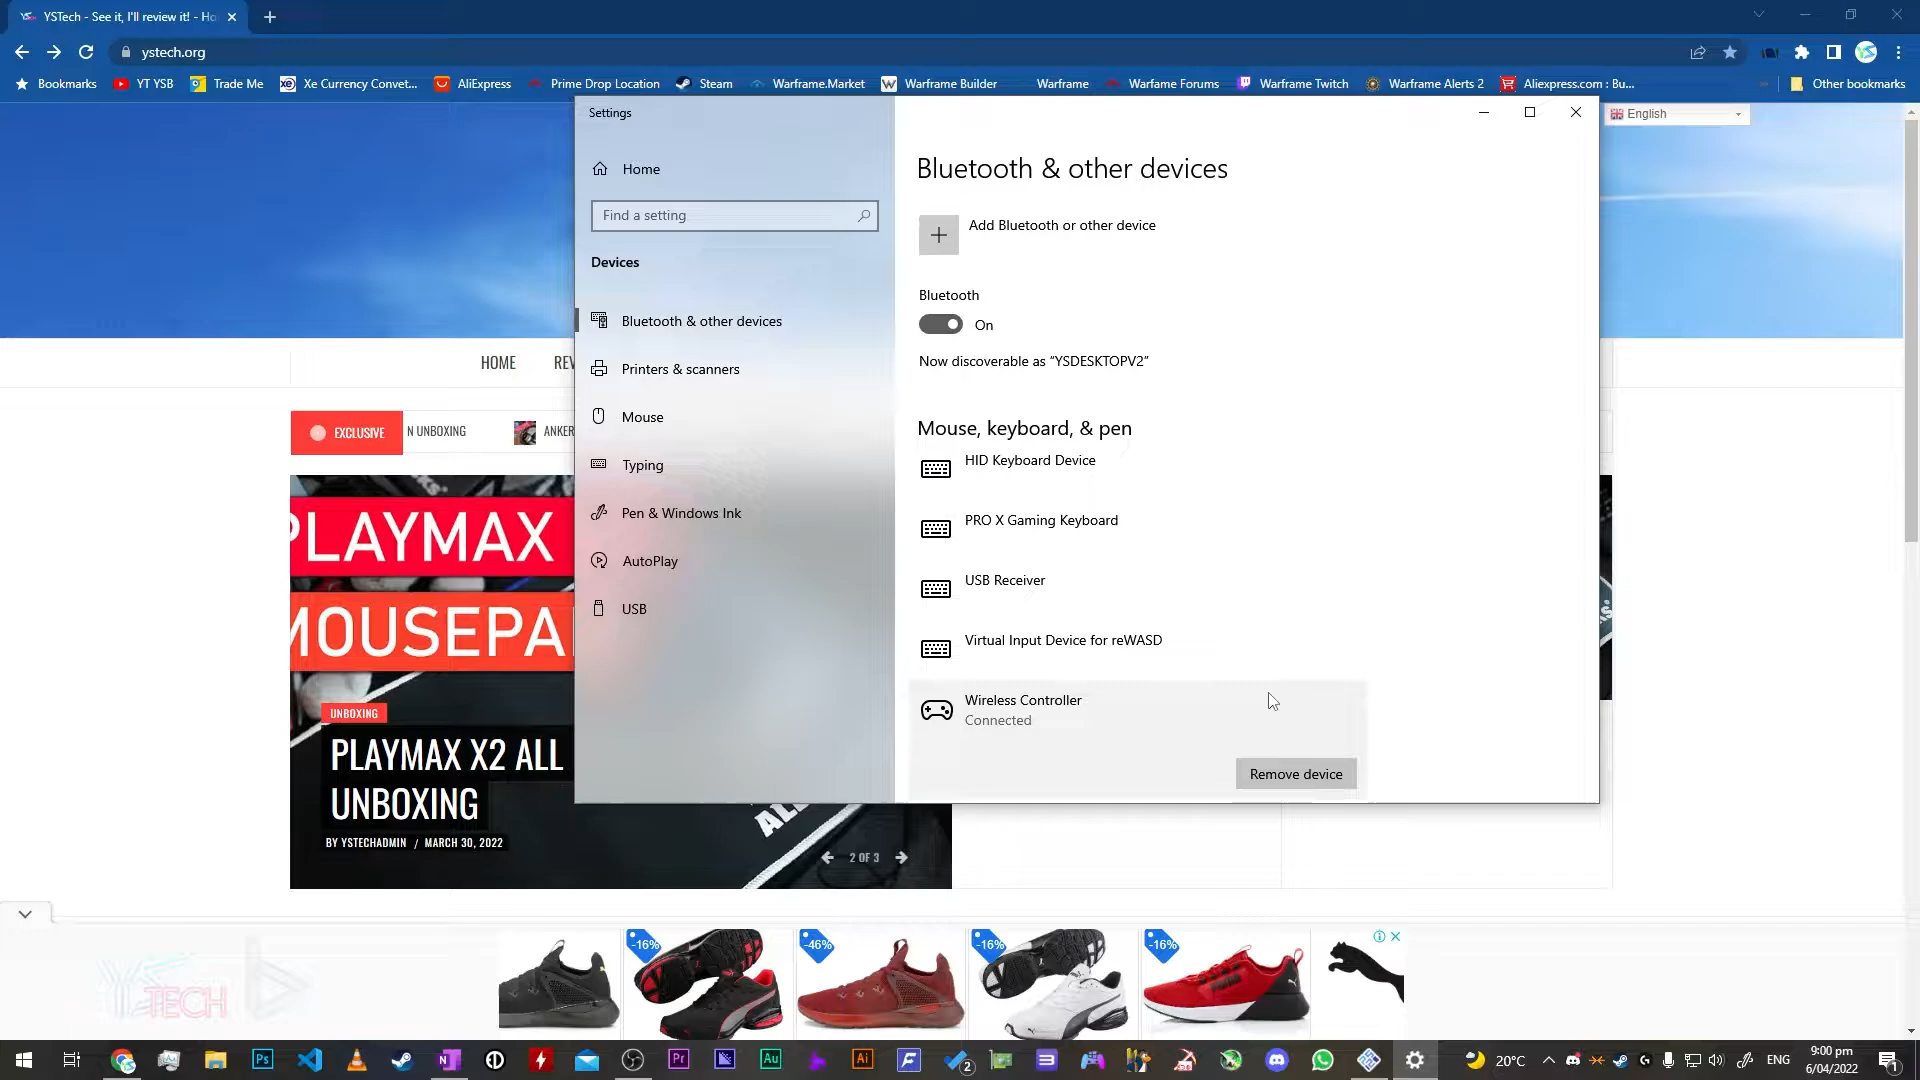 YSTech - See it, I'll review it! - Ho
ystech.org
Bookmarks
YT YSB
Trade Me
Xe Currency Convet...
AliExpress
Prime Drop Location
Steam
Warframe.Market
Warframe Builder
Warframe
Warfame Forums
Warframe Twitch
Warframe Alerts 2
Aliexpress.com : Bu...
Other bookmarks
Settings
English
Home
Find a setting
Devices
Bluetooth & other devices
Printers & scanners
Mouse
Typing
Pen & Windows Ink
AutoPlay
USB
Bluetooth & other devices
Add Bluetooth or other device
Bluetooth
On
Now discoverable as “YSDESKTOPV2”
Mouse, keyboard, & pen
HID Keyboard Device
PRO X Gaming Keyboard
USB Receiver
Virtual Input Device for reWASD
Wireless Controller
Connected
Remove device
HOME
REV
EXCLUSIVE
N UNBOXING
ANKER
PLAYMAX
MOUSEPA
UNBOXING
PLAYMAX X2 ALL
UNBOXING
BY YSTECHADMIN / MARCH 30, 2022
2 OF 3
YSTECH
-16%
-46%
-16%
-16%
20°C
ENG
9:00 pm
6/04/2022